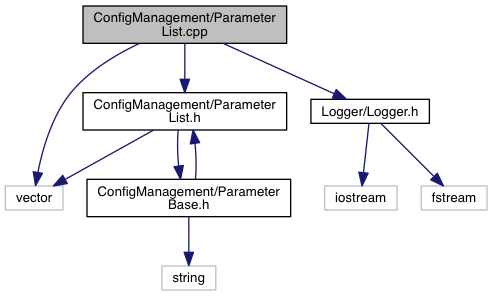 ConfigManagement/Parameter
List.cpp
ConfigManagement/Parameter
List.h
Logger/Logger.h
vector
ConfigManagement/Parameter
Base.h
iostream
fstream
string